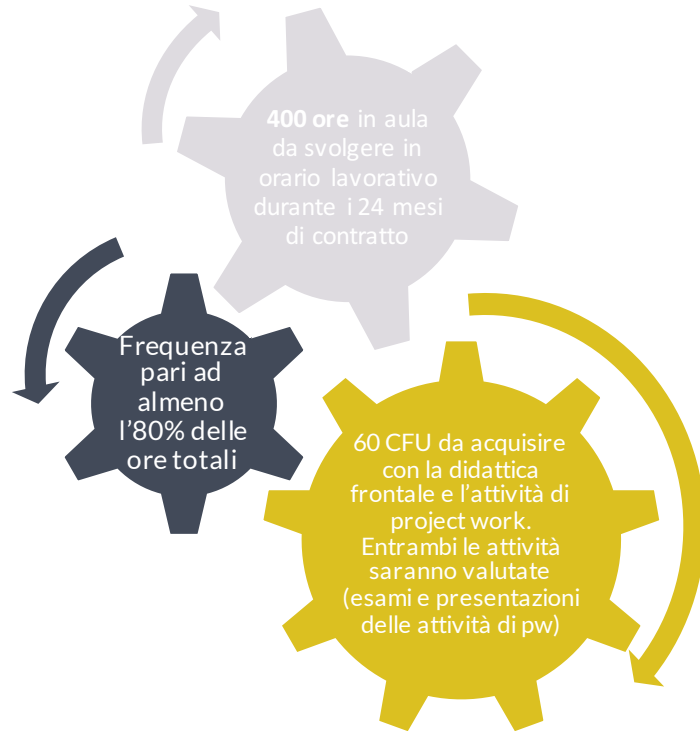 400 ore in aula
da svolgere in
orario lavorativo
durante i 24 mesi
di contratto
Frequenza
pari ad
almeno
l'80% delle
ore totali
60 CFU da acquisire
con la didattica
frontale e l'attività di
project work.
Entrambi le attività
saranno valutate
(esami e presentazioni
delle attività di pw)